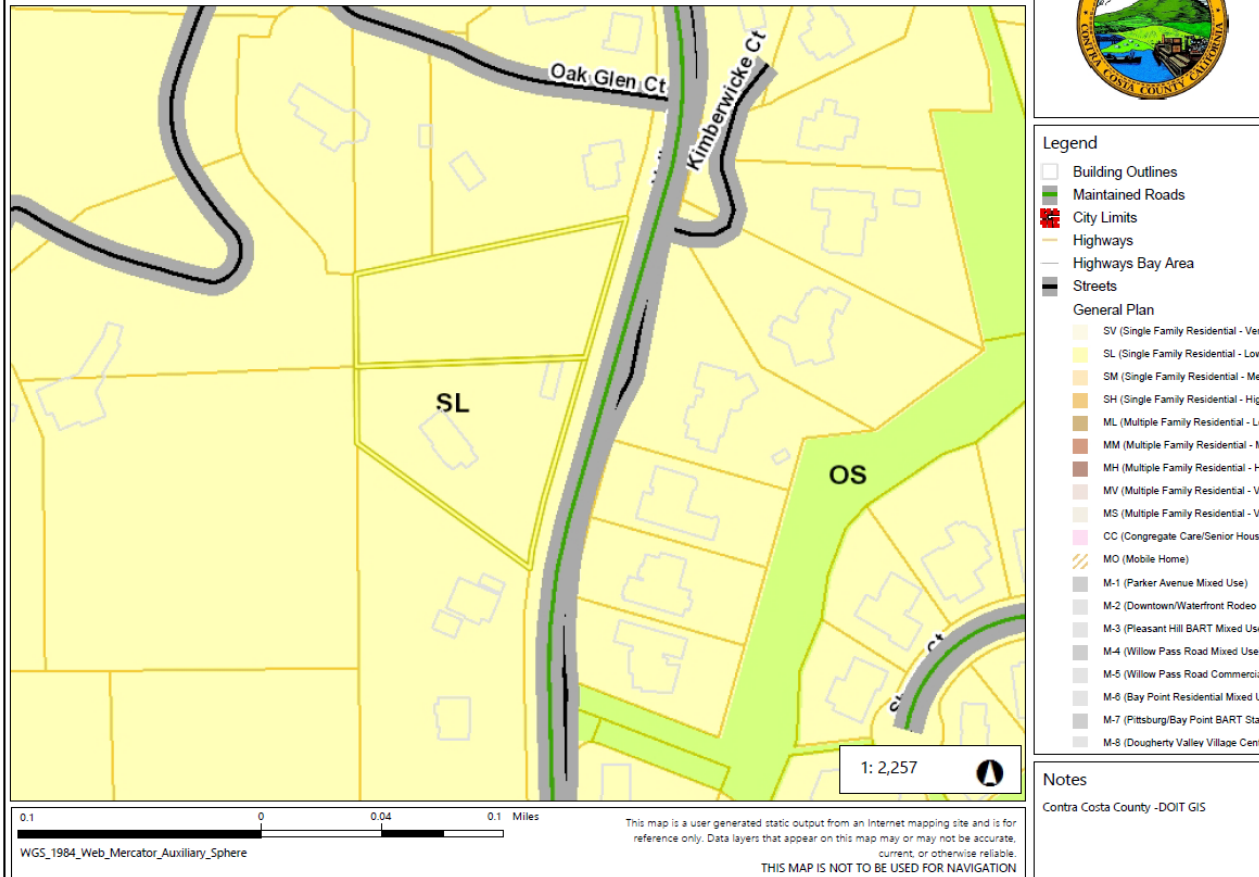 CONTRA COSTA COUNTY CALIFORNIA
Oak Glen Ct
Kimberwicke Ct
SL
OS
Ct
1: 2,257
Legend
Building Outlines
Maintained Roads
City Limits
Highways
Highways Bay Area
Streets
General Plan
SV (Single Family Residential - Ver
SL (Single Family Residential - Low
SM (Single Family Residential - Me
SH (Single Family Residential - Hig
ML (Multiple Family Residential - L
MM (Multiple Family Residential - M
MH (Multiple Family Residential - H
MV (Multiple Family Residential - V
MS (Multiple Family Residential - V
CC (Congregate Care/Senior Hous
MO (Mobile Home)
M-1 (Parker Avenue Mixed Use)
M-2 (Downtown/Waterfront Rodeo
M-3 (Pleasant Hill BART Mixed Use
M-4 (Willow Pass Road Mixed Use
M-5 (Willow Pass Road Commercia
M-6 (Bay Point Residential Mixed U
M-7 (Pittsburg/Bay Point BART Sta
M-8 (Dougherty Valley Village Cen
Notes
Contra Costa County -DOIT GIS
0.1 0 0.04 0.1 Miles
WGS_1984_Web_Mercator_Auxiliary_Sphere
This map is a user generated static output from an Internet mapping site and is for
reference only. Data layers that appear on this map may or may not be accurate,
current, or otherwise reliable.
THIS MAP IS NOT TO BE USED FOR NAVIGATION